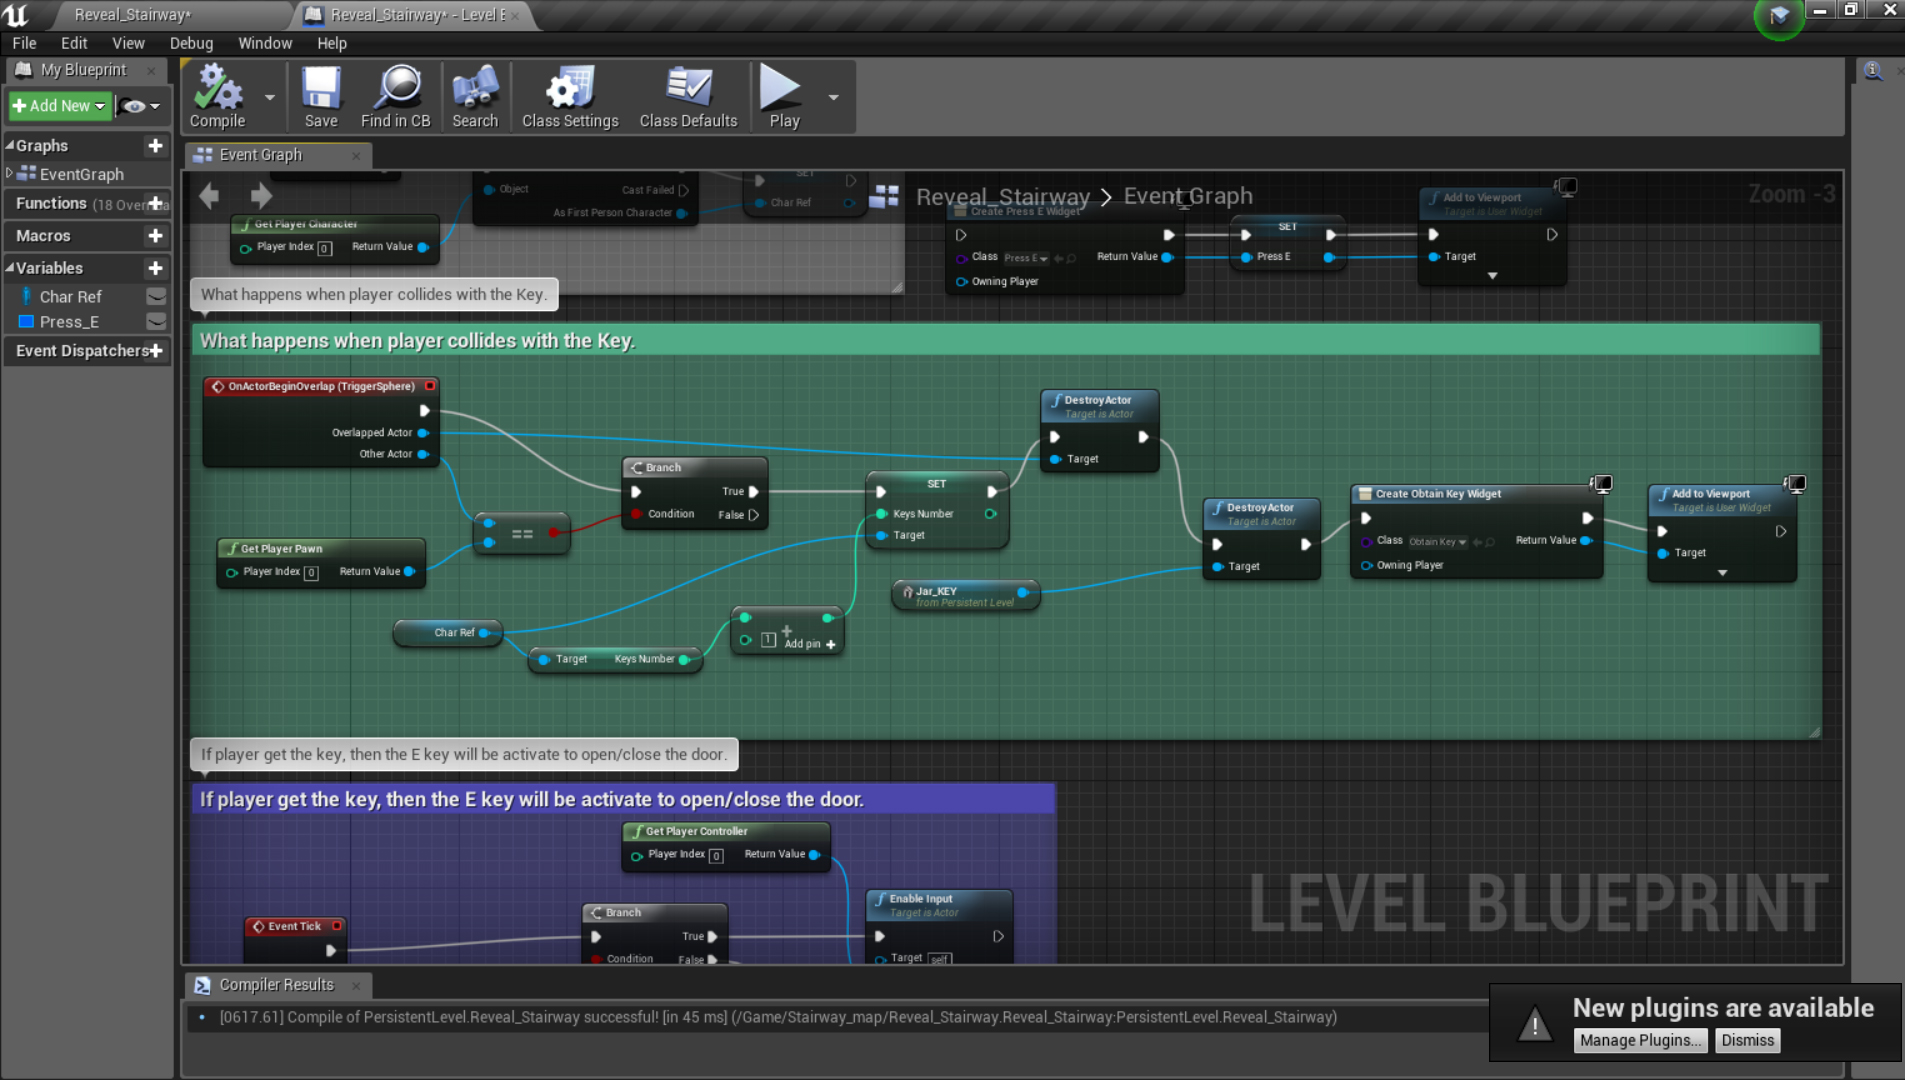 Reveal_Stairway*
Reveal_Stairway* - Level E
File Edit View Debug Window Help
My Blueprint
Add New
Graphs
EventGraph
Functions (18 Overr
Macros
Variables
Char Ref
Press_E
Event Dispatchers
Compile
Save
Find in CB
Search
Class Settings
Class Defaults
Play
Event Graph
Reveal_Stairway > Event Graph
Zoom -3
Object
Cast Failed
As First Person Character
SET
Char Ref
Get Player Character
Player Index 0
Return Value
Create Press E Widget
Class Press E
Return Value
Owning Player
SET
Press E
Add to Viewport
Target is User Widget
Target
What happens when player collides with the Key.
What happens when player collides with the Key.
OnActorBeginOverlap (TriggerSphere)
Overlapped Actor
Other Actor
Get Player Pawn
Player Index 0
Return Value
==
Branch
True
Condition
False
SET
Keys Number
Target
DestroyActor
Target is Actor
Target
DestroyActor
Target is Actor
Target
Create Obtain Key Widget
Class Obtain Key
Return Value
Owning Player
Add to Viewport
Target is User Widget
Target
Jar_KEY
from Persistent Level
Char Ref
Target
Keys Number
+
1
Add pin +
If player get the key, then the E key will be activate to open/close the door.
If player get the key, then the E key will be activate to open/close the door.
Get Player Controller
Player Index 0
Return Value
Event Tick
Branch
True
Condition
False
Enable Input
Target is Actor
Target self
LEVEL BLUEPRINT
Compiler Results
[0617.61] Compile of PersistentLevel.Reveal_Stairway successful! [in 45 ms] (/Game/Stairway_map/Reveal_Stairway.Reveal_Stairway:PersistentLevel.Reveal_Stairway)
New plugins are available
Manage Plugins...
Dismiss